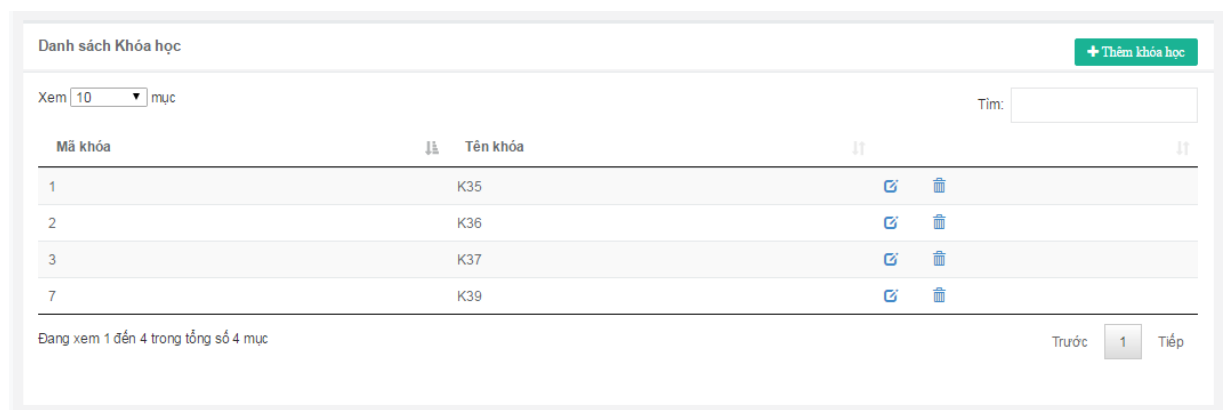 Danh sách Khóa học
Thêm khóa học
Xem 10 mục
Tìm:
Mã khóa Tên khóa
1 K35
2 K36
3 K37
7 K39
Đang xem 1 đến 4 trong tổng số 4 mục
Trước 1 Tiếp